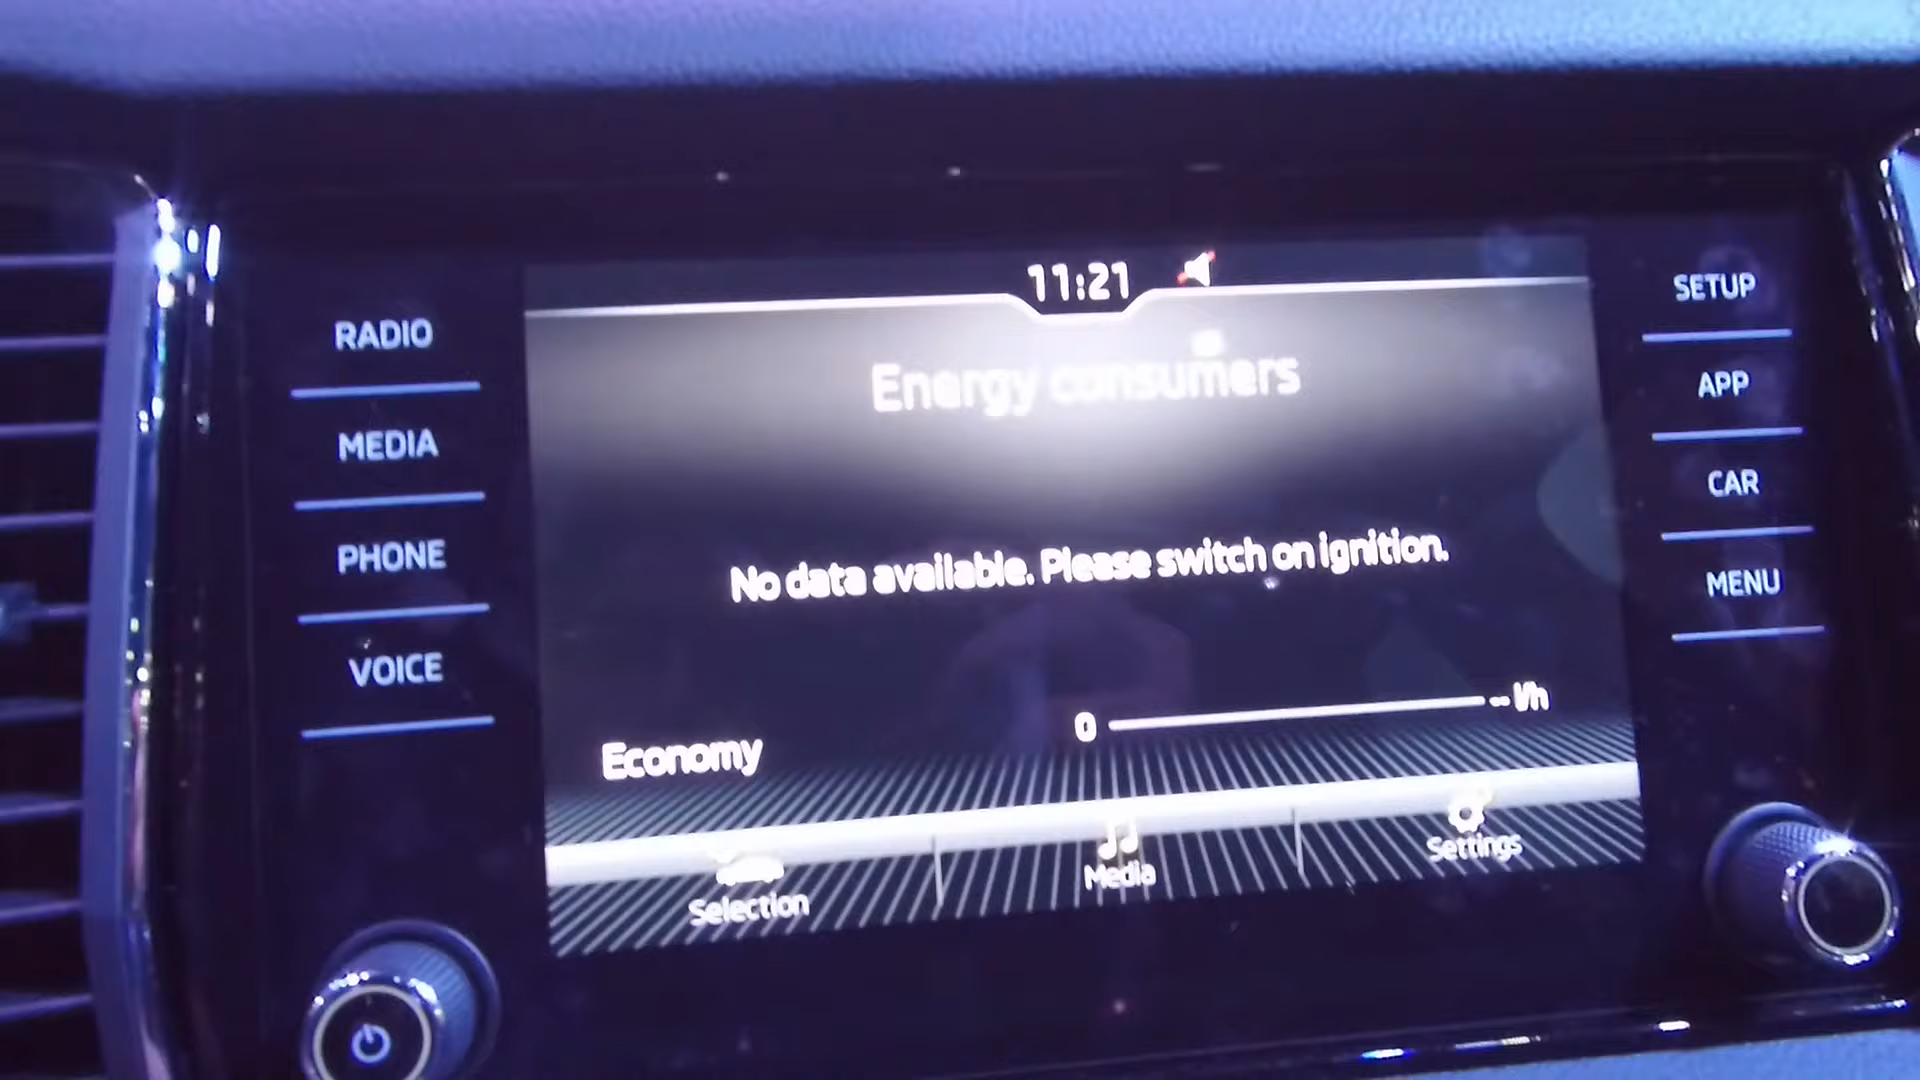 11:21
RADIO
MEDIA
PHONE
VOICE
Energy consumers
No data available. Please switch on ignition.
Economy
0 -- l/h
Selection
Media
Settings
SETUP
APP
CAR
MENU